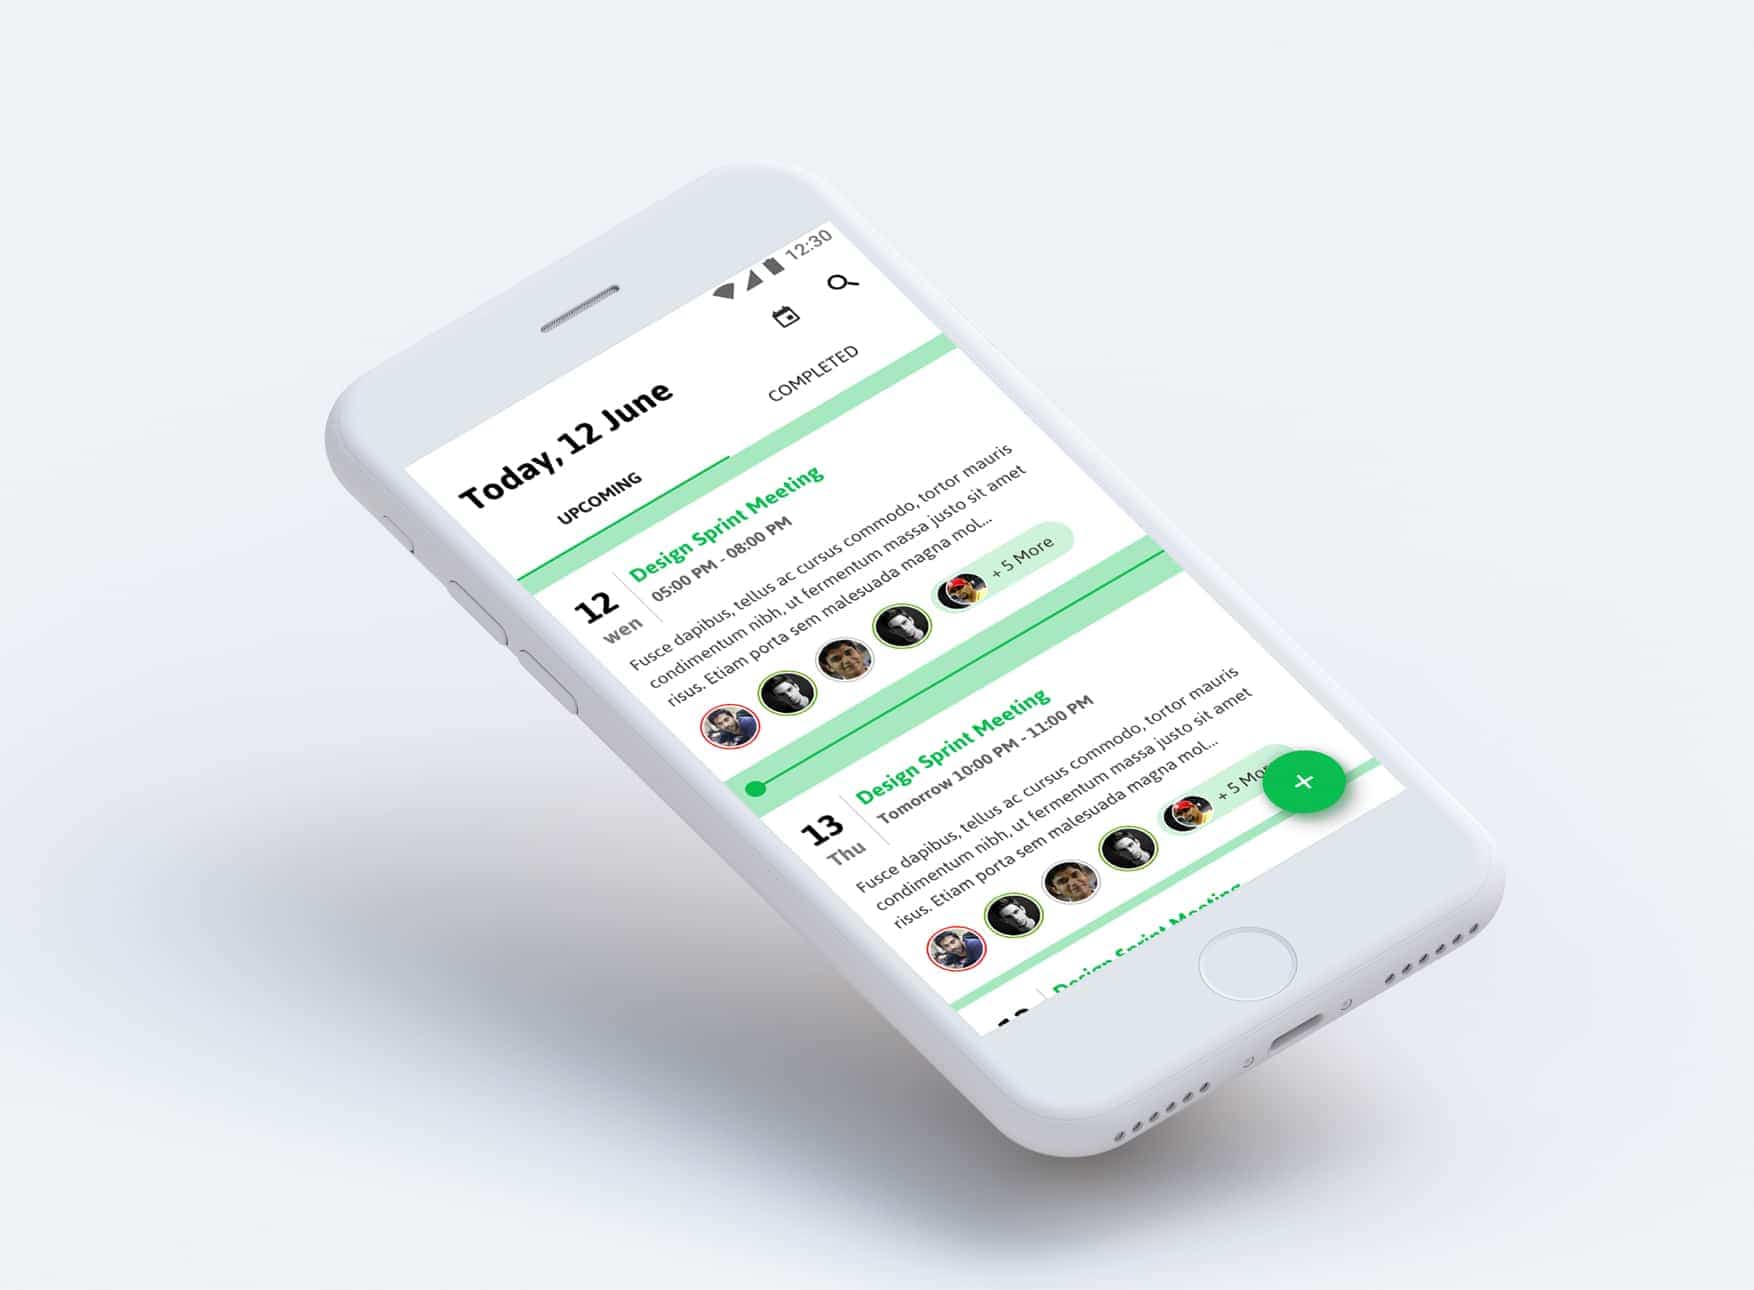 12:30
Today, 12 June
UPCOMING
COMPLETED
12
wen
Design Sprint Meeting
05:00 PM - 08:00 PM
Fusce dapibus, tellus ac cursus commodo, tortor mauris
condimentum nibh, ut fermentum massa justo sit amet
risus. Etiam porta sem malesuada magna mol...
+ 5 More
13
Thu
Design Sprint Meeting
Tomorrow 10:00 PM - 11:00 PM
Fusce dapibus, tellus ac cursus commodo, tortor mauris
condimentum nibh, ut fermentum massa justo sit amet
risus. Etiam porta sem malesuada magna mol...
+ 5 Mor
+
Design Sprint Meeting